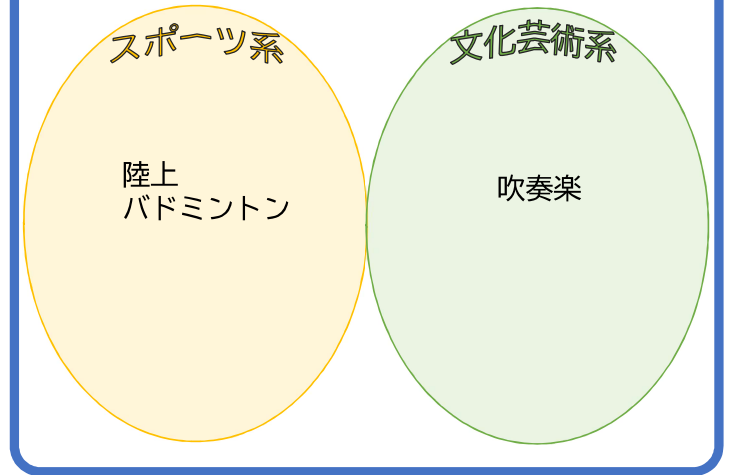 スポーツ系
陸上
バドミントン
文化芸術系
吹奏楽